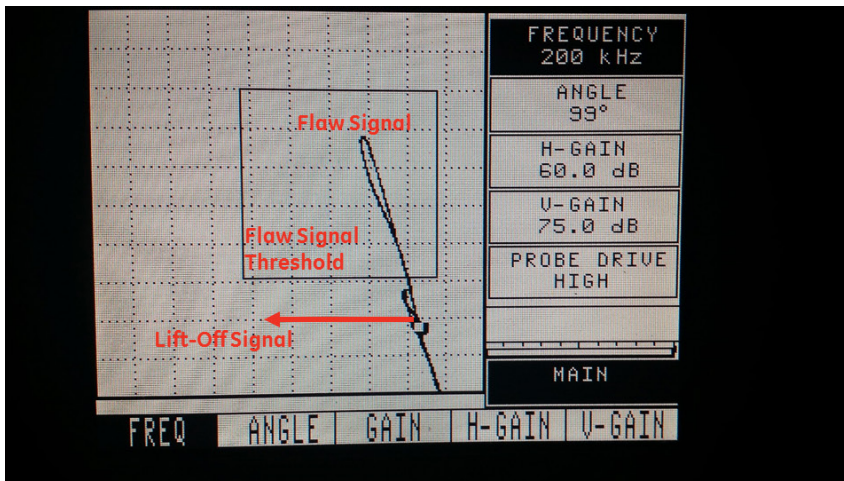 FREQUENCY
200 kHz
ANGLE
99°
H-GAIN
60.0 dB
V-GAIN
75.0 dB
PROBE DRIVE
HIGH
MAIN
Flaw Signal
Flaw Signal
Threshold
Lift-Off Signal
FREQ
ANGLE
GAIN
H-GAIN
V-GAIN